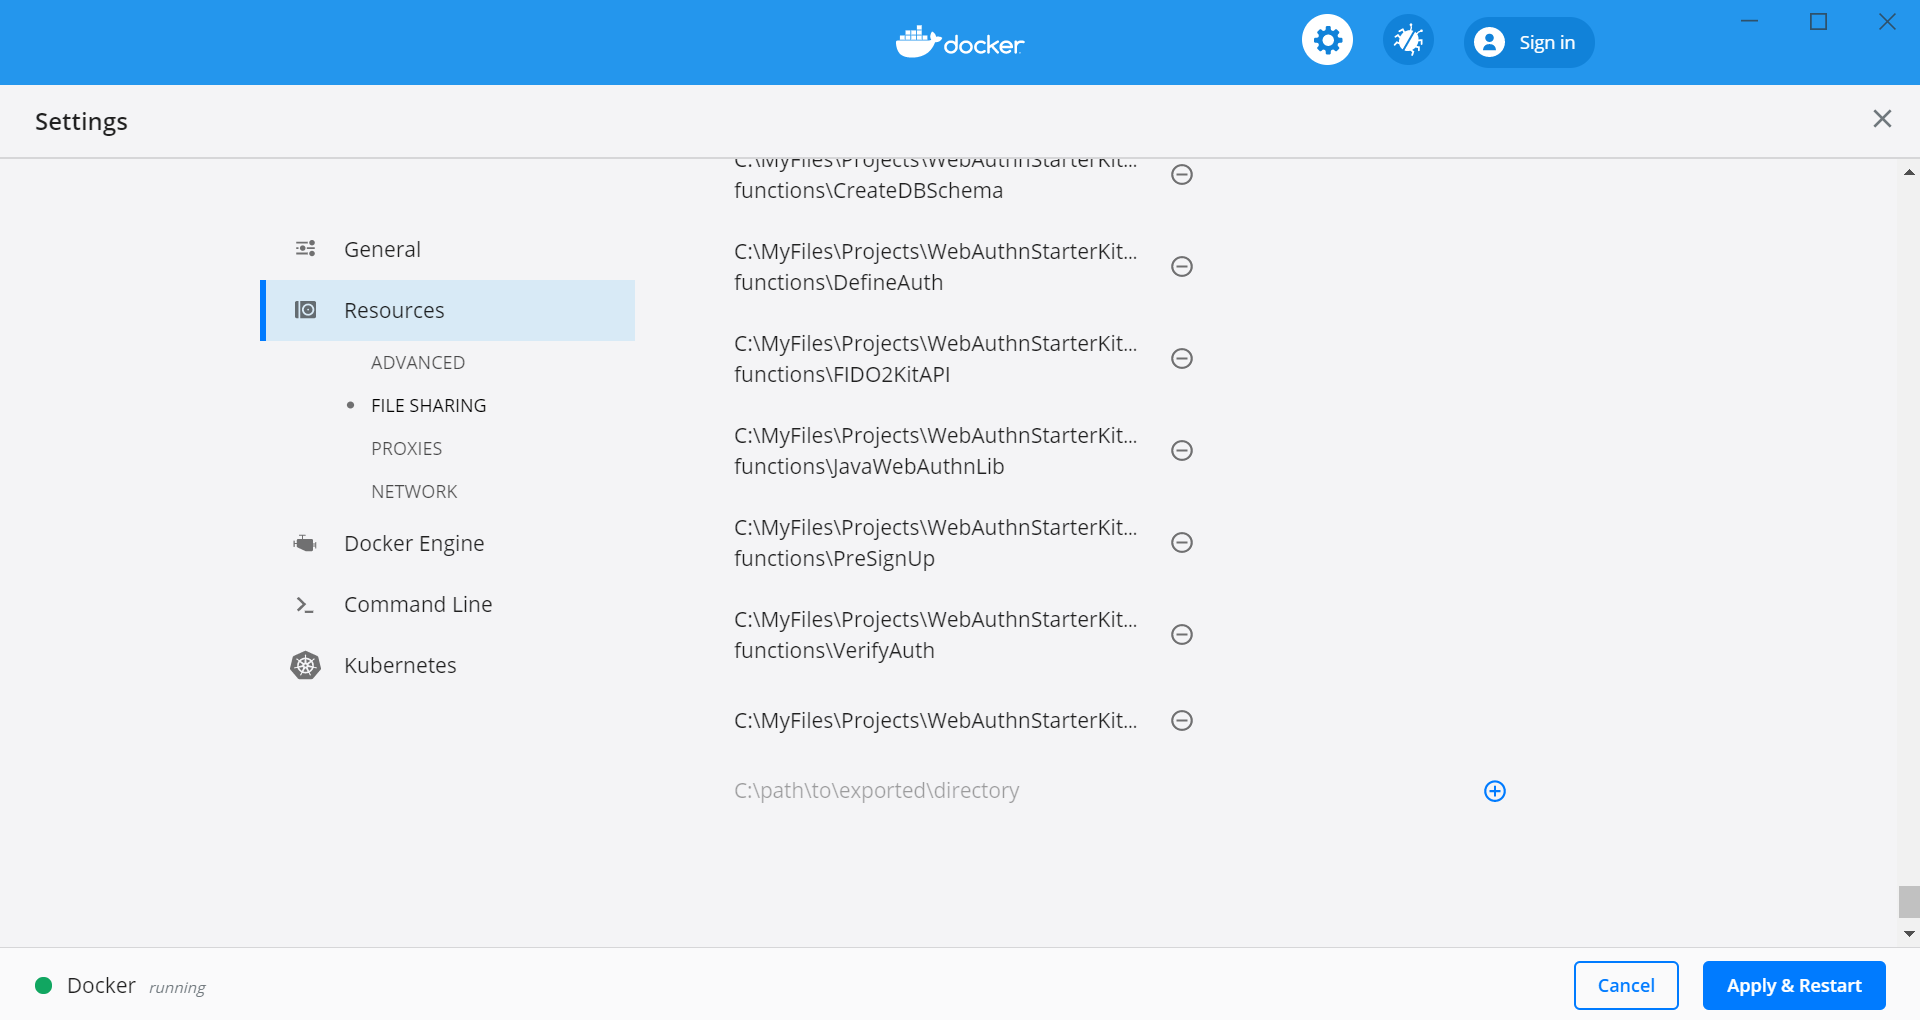 docker
Sign in
Settings
C:\MyFiles\Projects\WebAuthnStarterKit...
functions\CreateDBSchema
General
C:\MyFiles\Projects\WebAuthnStarterKit...
functions\DefineAuth
Resources
C:\MyFiles\Projects\WebAuthnStarterKit...
functions\FIDO2KitAPI
ADVANCED
FILE SHARING
PROXIES
NETWORK
C:\MyFiles\Projects\WebAuthnStarterKit...
functions\JavaWebAuthnLib
Docker Engine
C:\MyFiles\Projects\WebAuthnStarterKit...
functions\PreSignUp
Command Line
C:\MyFiles\Projects\WebAuthnStarterKit...
functions\VerifyAuth
Kubernetes
C:\MyFiles\Projects\WebAuthnStarterKit...
C:\path\to\exported\directory
Docker running
Cancel
Apply & Restart